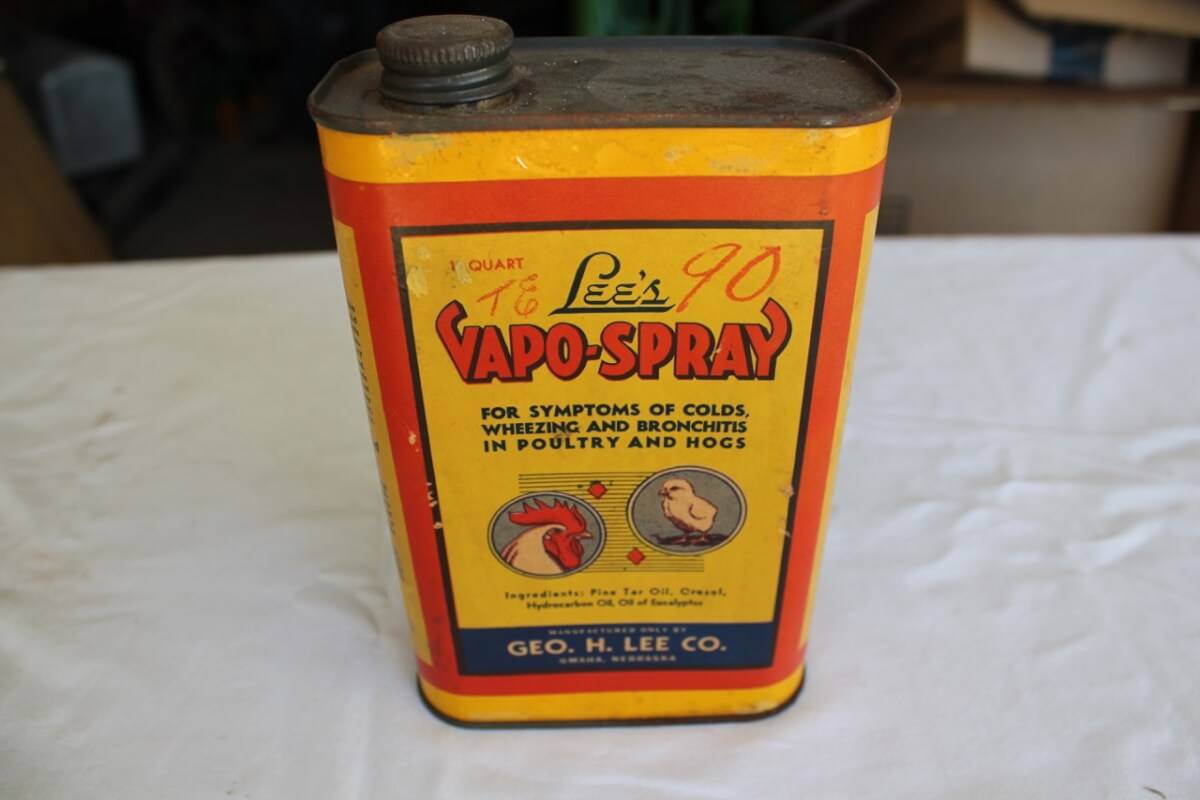 1 QUART
TE
Lee's
90
VAPO-SPRAY
FOR SYMPTOMS OF COLDS,
WHEEZING AND BRONCHITIS
IN POULTRY AND HOGS
Ingredients: Pine Tar Oil, Cresol,
Hydrocarbon Oil, Oil of Eucalyptus
MANUFACTURED ONLY BY
GEO. H. LEE CO.
OMAHA, NEBRASKA